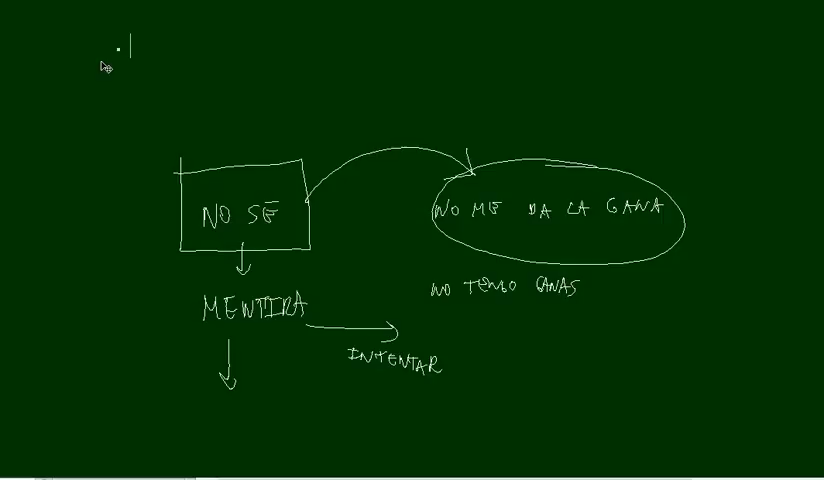 NO SE
NO ME DA LA GANA
NO TENGO GANAS
MENTIRA
INTENTAR